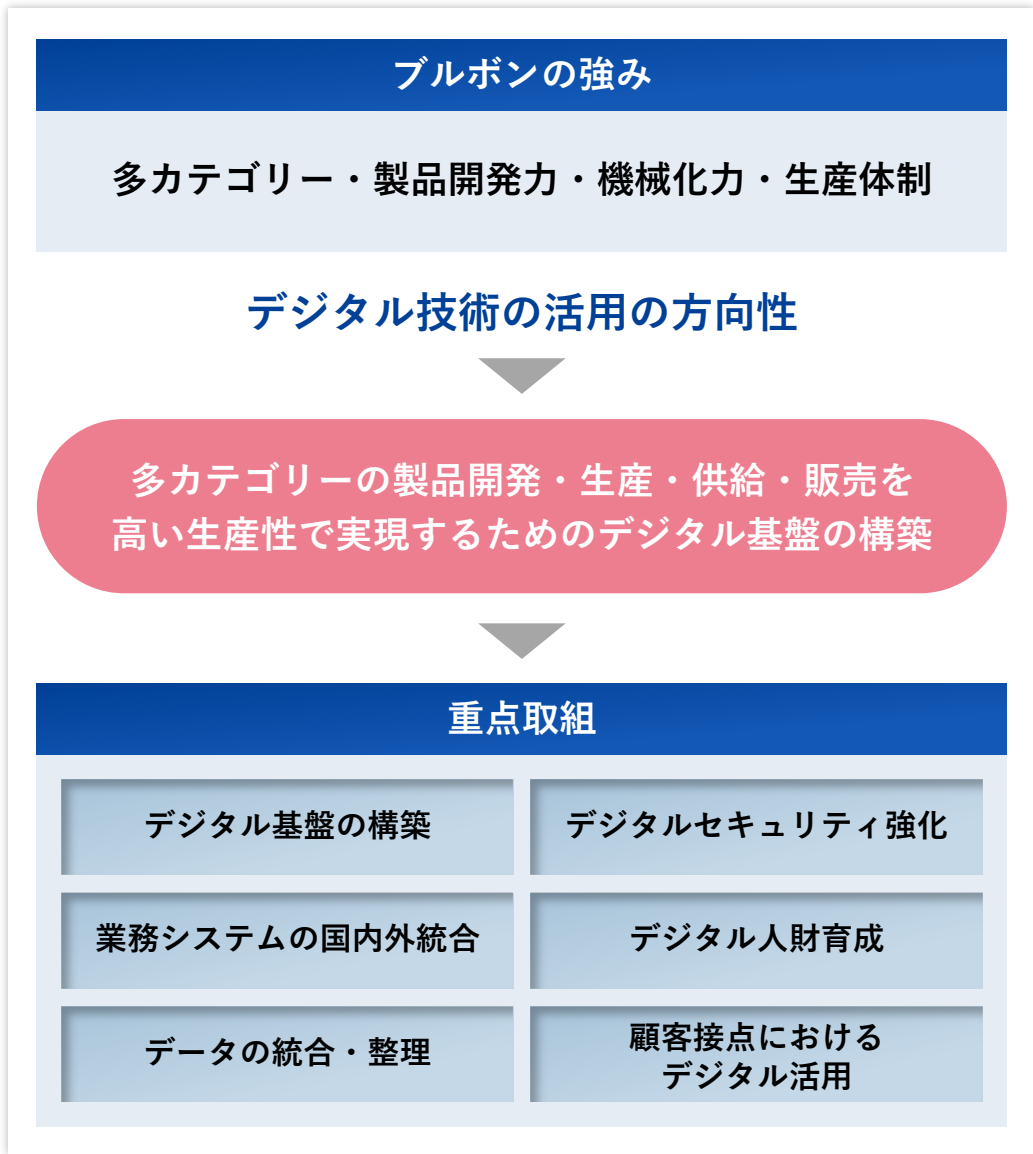 ブルボンの強み
多カテゴリー・製品開発力・機械化力・生産体制
デジタル技術の活用の方向性
多カテゴリーの製品開発・生産・供給・販売を
高い生産性で実現するためのデジタル基盤の構築
重点取組
デジタル基盤の構築
デジタルセキュリティ強化
業務システムの国内外統合
デジタル人財育成
データの統合・整理
顧客接点における
デジタル活用